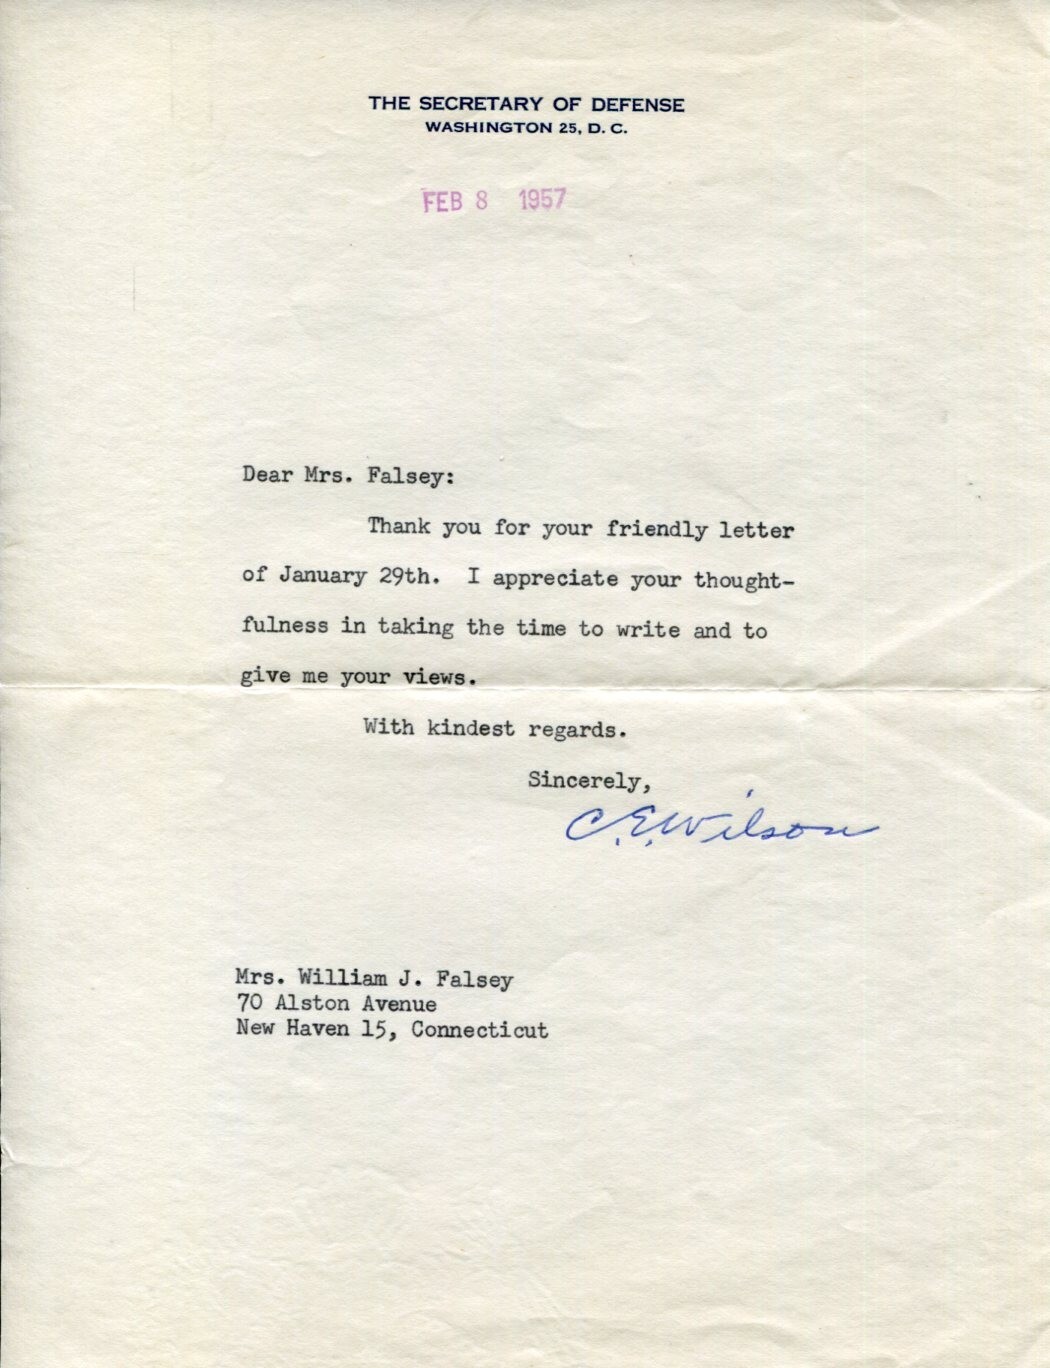 THE SECRETARY OF DEFENSE
WASHINGTON 25, D. C.
FEB 8 1957
Dear Mrs. Falsey:
Thank you for your friendly letter
of January 29th. I appreciate your thought-
fulness in taking the time to write and to
give me your views.
With kindest regards.
Sincerely,
C.E.Wilson
Mrs. William J. Falsey
70 Alston Avenue
New Haven 15, Connecticut